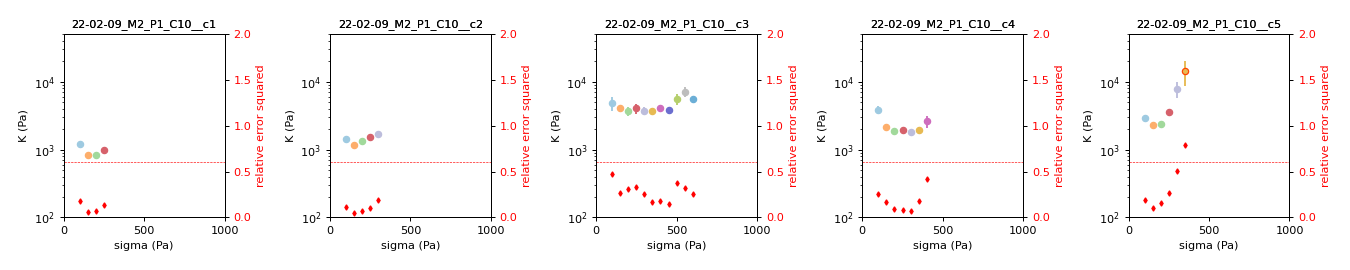 22-02-09_M2_P1_C10__c1
22-02-09_M2_P1_C10__c2
22-02-09_M2_P1_C10__c3
22-02-09_M2_P1_C10__c4
22-02-09_M2_P1_C10__c5
K (Pa)
10^4
10^3
10^2
0
500
1000
sigma (Pa)
2.0
1.5
1.0
0.5
0.0
relative error squared
K (Pa)
10^4
10^3
10^2
0
500
1000
sigma (Pa)
2.0
1.5
1.0
0.5
0.0
relative error squared
K (Pa)
10^4
10^3
10^2
0
500
1000
sigma (Pa)
2.0
1.5
1.0
0.5
0.0
relative error squared
K (Pa)
10^4
10^3
10^2
0
500
1000
sigma (Pa)
2.0
1.5
1.0
0.5
0.0
relative error squared
K (Pa)
10^4
10^3
10^2
0
500
1000
sigma (Pa)
2.0
1.5
1.0
0.5
0.0
relative error squared